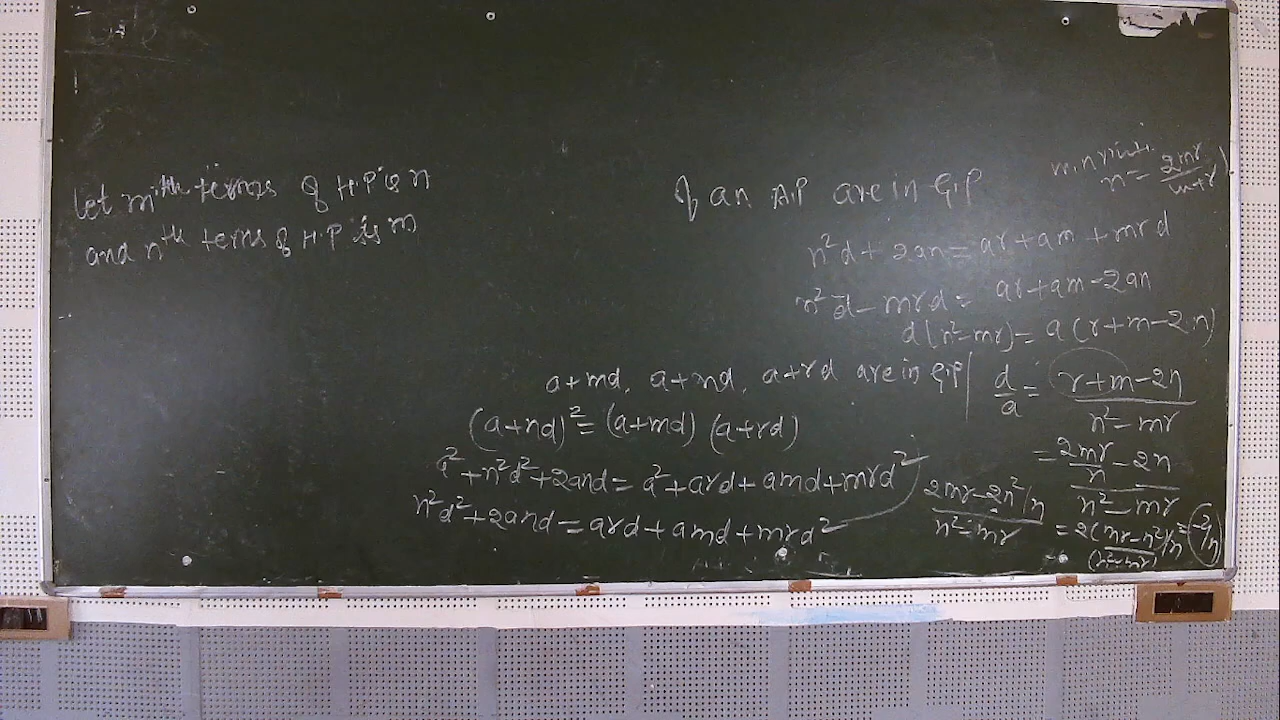 Let mth terms of H.P is n
and nth terms of H.P is m
of an A.P are in G.P
m, n, r
n = 2mr/m+r
n²d + 2an = ar + am + mrd
n²d - mrd = ar + am - 2an
d(n² - mr) = a(r + m - 2n)
a+md, a+nd, a+rd are in G.P
(a+nd)² = (a+md) (a+rd)
a² + n²d² + 2and = a² + ard + amd + mrd²
n²d² + 2and = ard + amd + mrd²
d/a = r+m-2n / n² - mr
= 2mr/n - 2n / n² - mr
2mr - 2n²/n / n² - mr
= 2(mr - n²)/n / (n² - mr) = -2/n